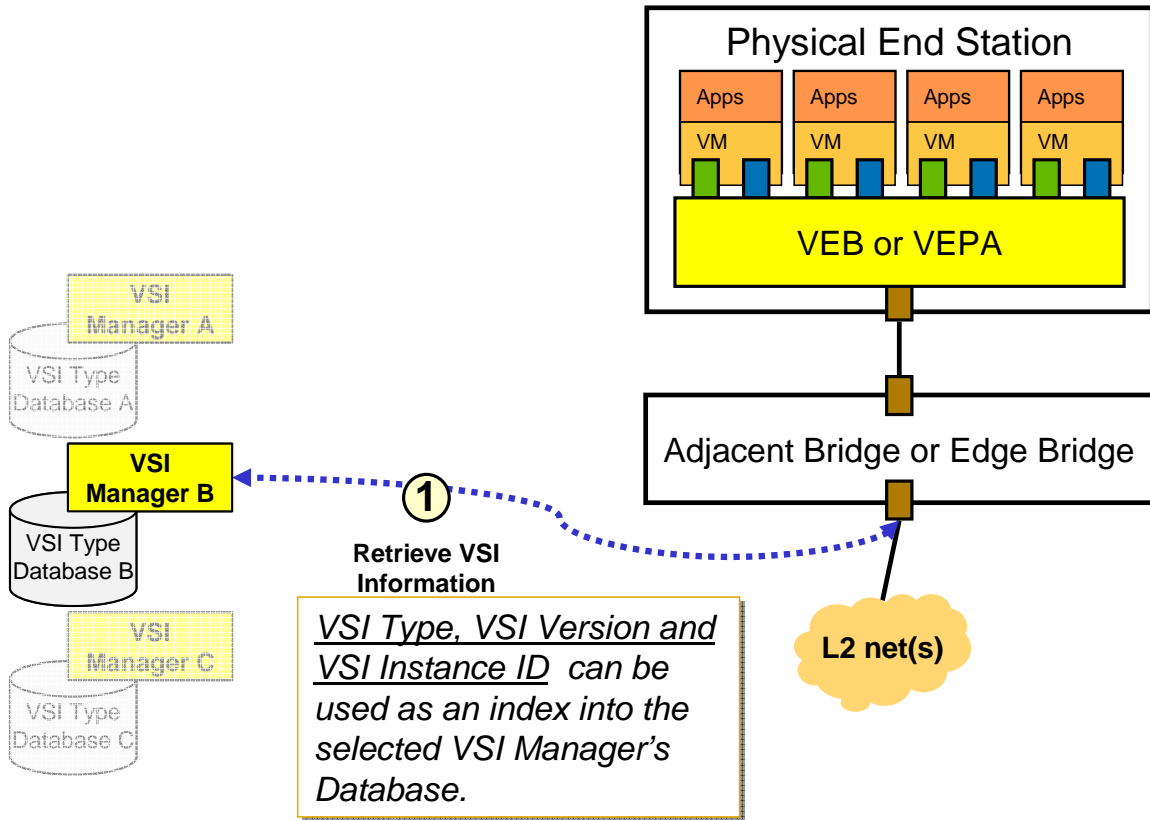 Physical End Station
Apps
Apps
Apps
Apps
VM
VM
VM
VM
VEB or VEPA
VSI
Manager A
VSI Type
Database A
Adjacent Bridge or Edge Bridge
VSI
Manager B
VSI Type
Database B
1
Retrieve VSI
Information
VSI Type, VSI Version and
VSI Instance ID can be
used as an index into the
selected VSI Manager's
Database.
L2 net(s)
VSI
Manager C
VSI Type
Database C